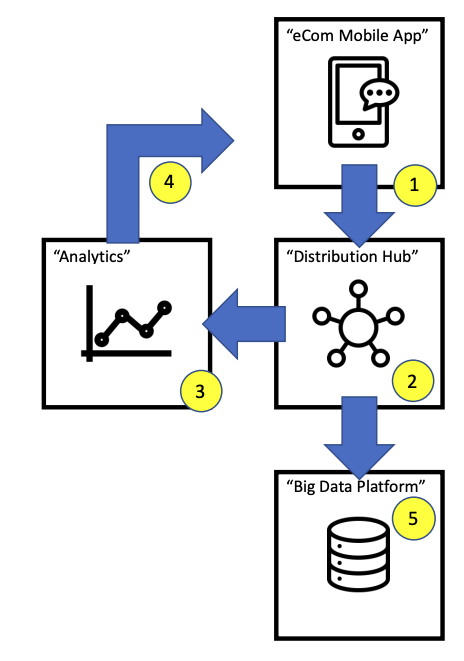 “eCom Mobile App”
1
4
“Analytics”
“Distribution Hub”
3
2
“Big Data Platform”
5